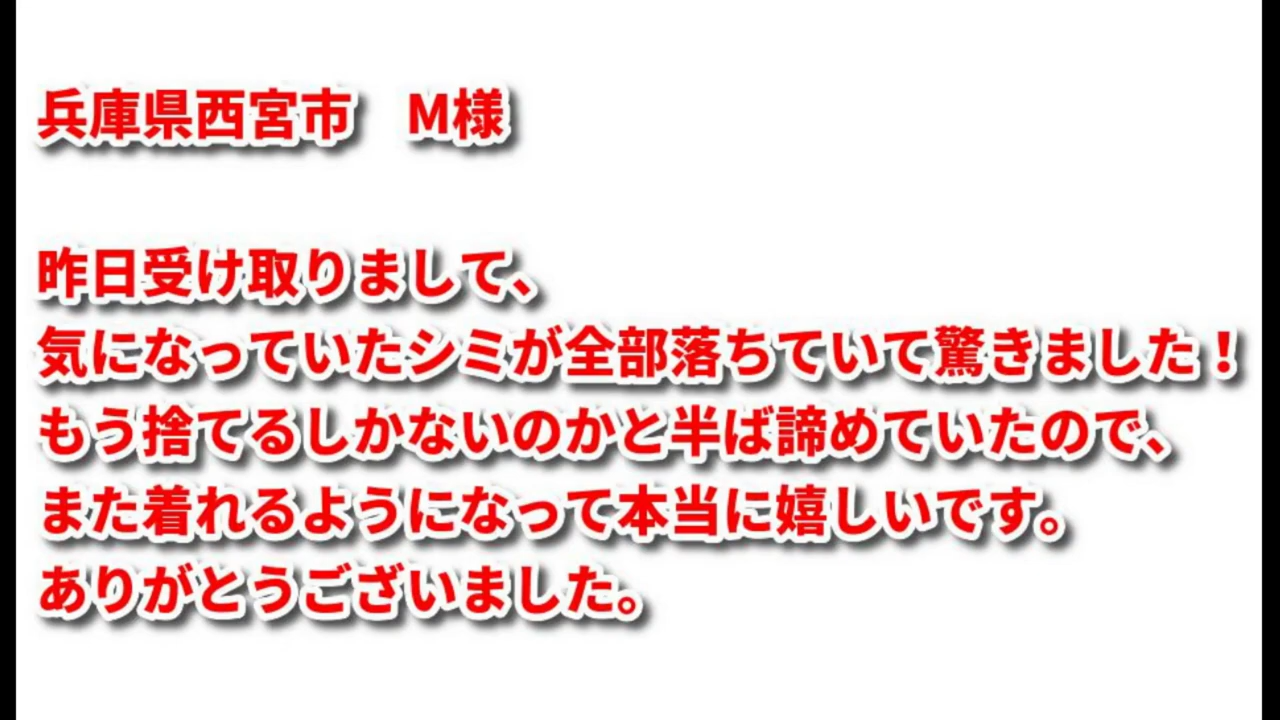 兵庫県西宮市　M様
昨日受け取りまして、
気になっていたシミが全部落ちていて驚きました！
もう捨てるしかないのかと半ば諦めていたので、
また着れるようになって本当に嬉しいです。
ありがとうございました。